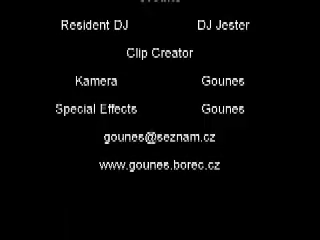 Resident DJ DJ Jester
Clip Creator
Kamera Gounes
Special Effects Gounes
gounes@seznam.cz
www.gounes.borec.cz